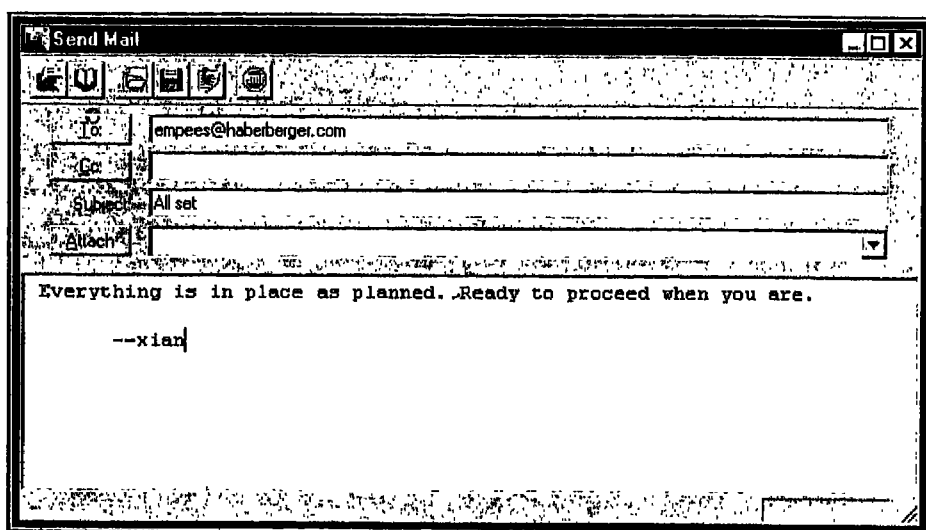 Send Mail
To: empees@haberberger.com
Cc:
Subject: All set
Attach
Everything is in place as planned. Ready to proceed when you are.
--xian